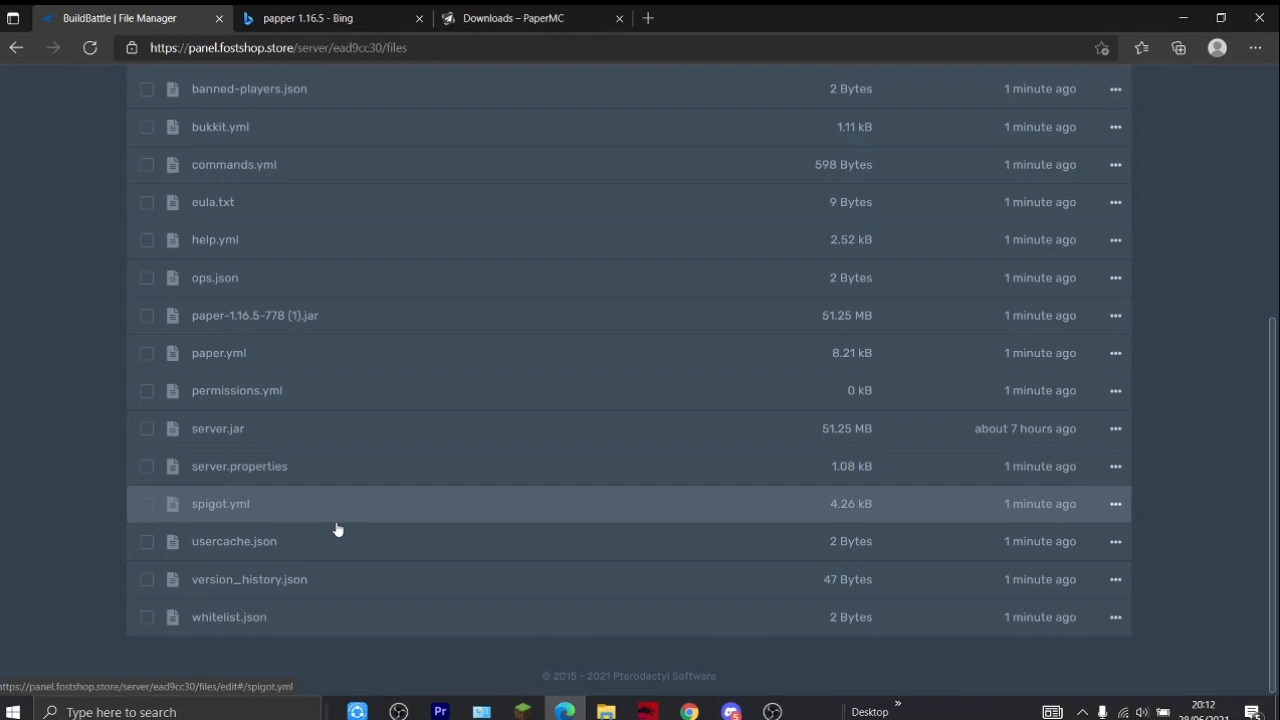 BuildBattle | File Manager
papper 1.16.5 - Bing
Downloads – PaperMC
https://panel.fostshop.store/server/ead9cc30/files
banned-players.json 2 Bytes 1 minute ago
bukkit.yml 1.11 kB 1 minute ago
commands.yml 598 Bytes 1 minute ago
eula.txt 9 Bytes 1 minute ago
help.yml 2.52 kB 1 minute ago
ops.json 2 Bytes 1 minute ago
paper-1.16.5-778 (1).jar 51.25 MB 1 minute ago
paper.yml 8.21 kB 1 minute ago
permissions.yml 0 kB 1 minute ago
server.jar 51.25 MB about 7 hours ago
server.properties 1.08 kB 1 minute ago
spigot.yml 4.26 kB 1 minute ago
usercache.json 2 Bytes 1 minute ago
version_history.json 47 Bytes 1 minute ago
whitelist.json 2 Bytes 1 minute ago
© 2015 - 2021 Pterodactyl Software
https://panel.fostshop.store/server/ead9cc30/files/edit#/spigot.yml
Type here to search
Pr
Desktop
20:12
28/06/2021